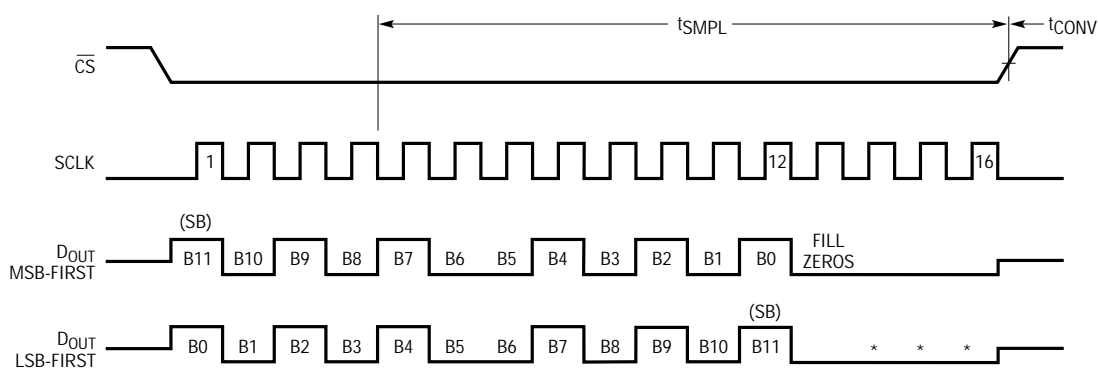 tSMPL tCONV
CS
SCLK 1 12 16
(SB)
DOUT
MSB-FIRST
B11 B10 B9 B8 B7 B6 B5 B4 B3 B2 B1 B0
FILL
ZEROS
(SB)
DOUT
LSB-FIRST
B0 B1 B2 B3 B4 B5 B6 B7 B8 B9 B10 B11 * * *